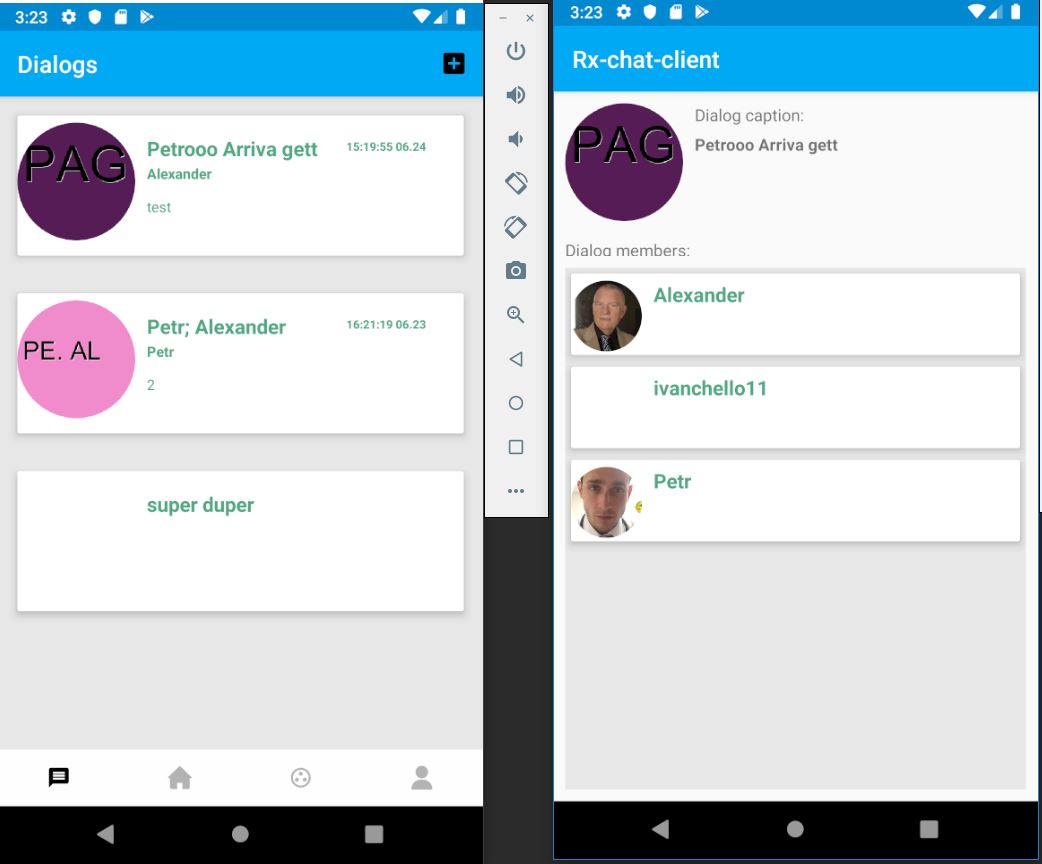 3:23
Dialogs
PAG
Petrooo Arriva gett
15:19:55 06.24
Alexander
test
PE. AL
Petr; Alexander
16:21:19 06.23
Petr
2
super duper
3:23
Rx-chat-client
PAG
Dialog caption:
Petrooo Arriva gett
Dialog members:
Alexander
ivanchello11
Petr